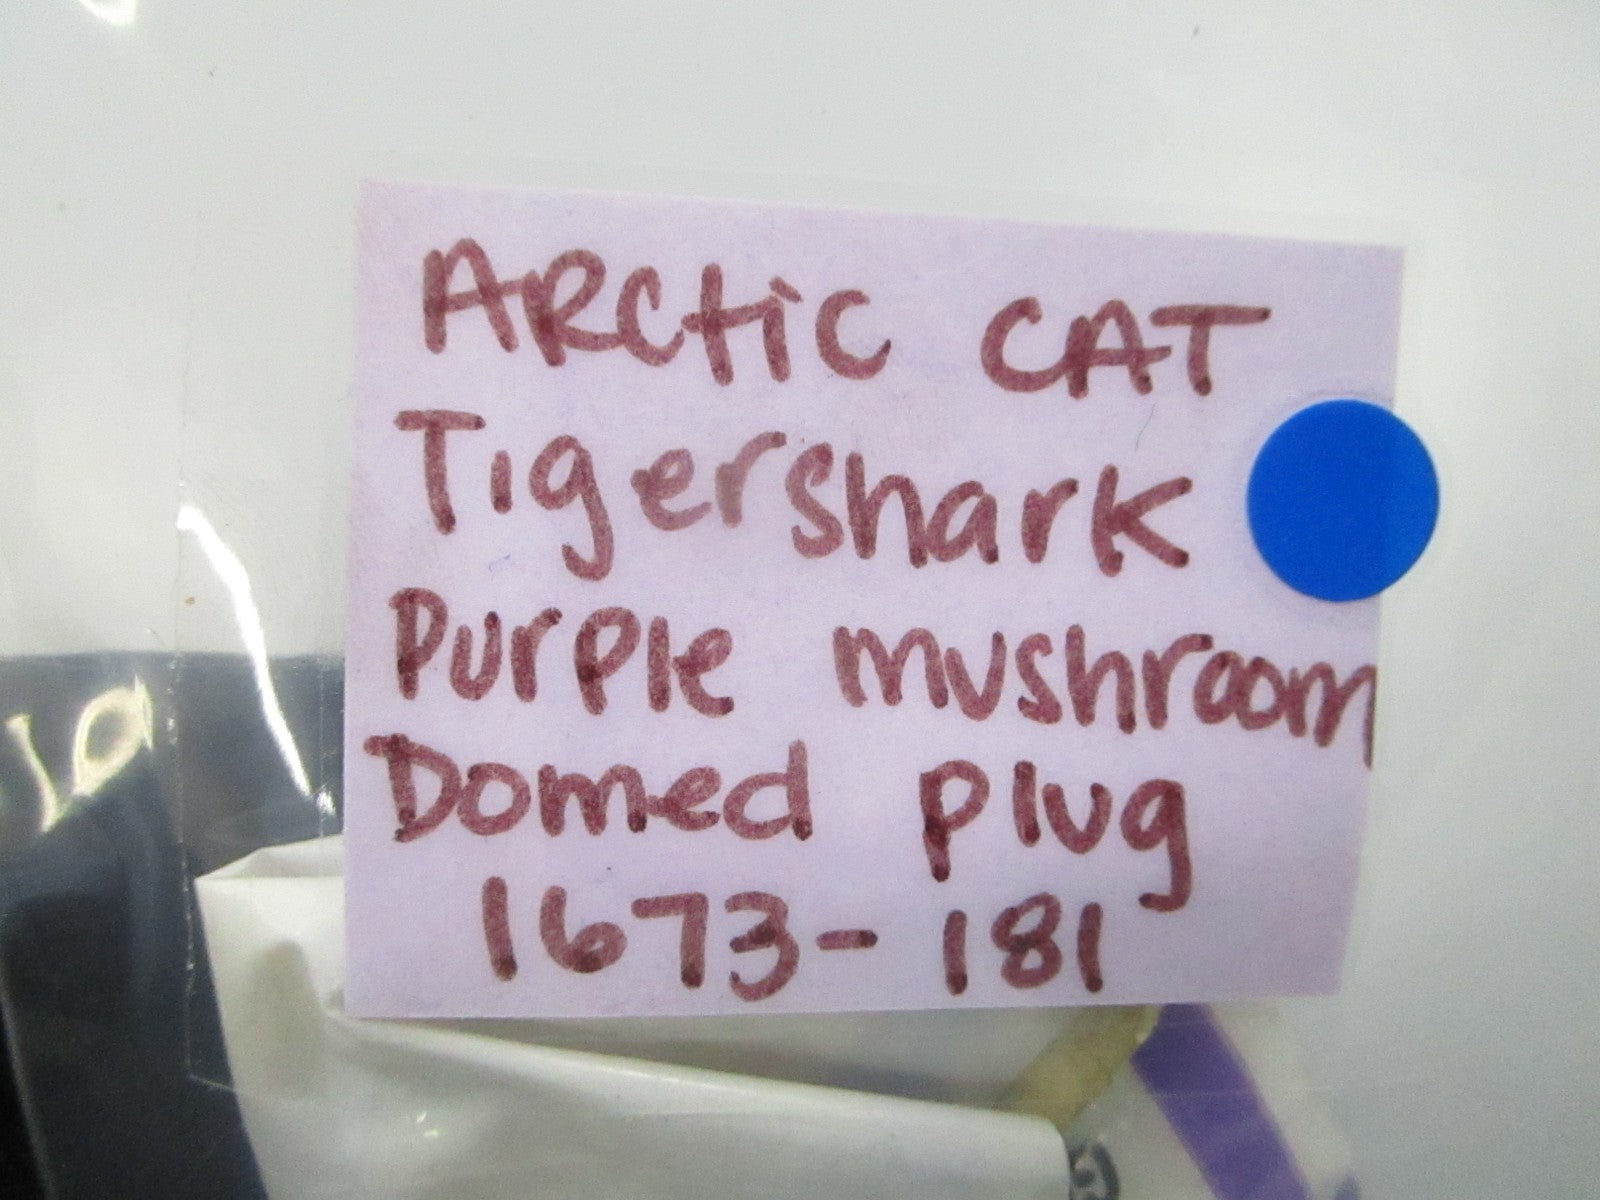 ARCtic CAT
Tigershark
Purple mushroom
Domed plug
1673-181